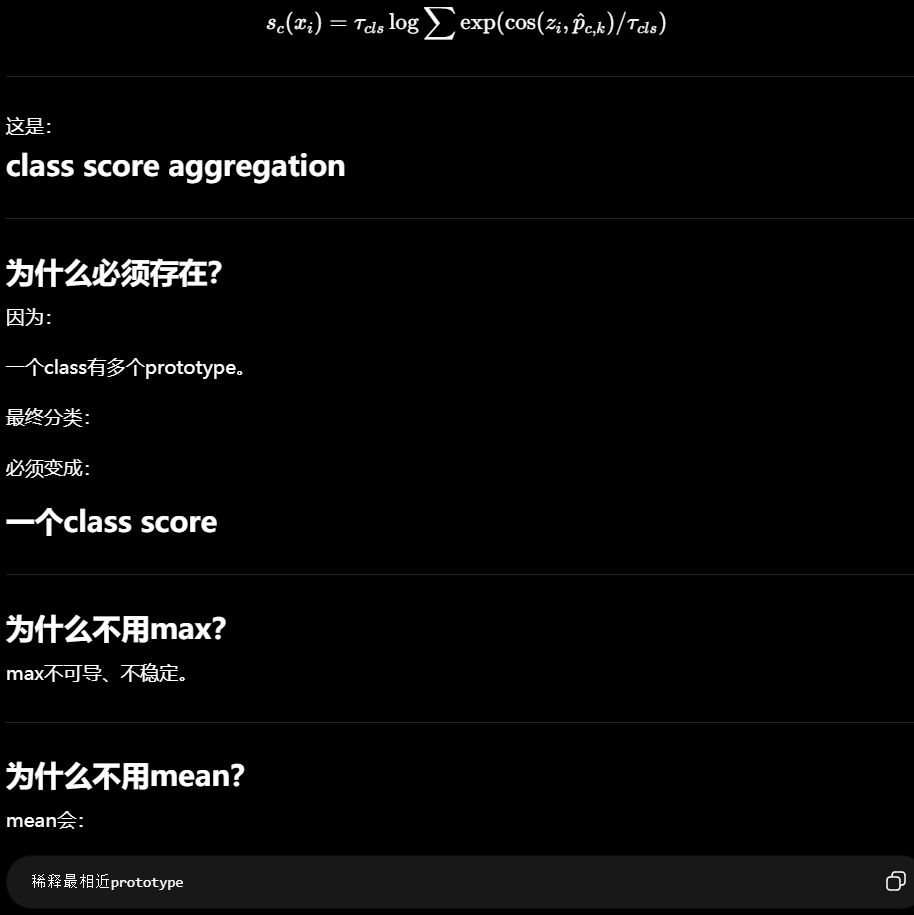 s_c(x_i) = τ_{cls} log ∑ exp(cos(z_i, p̂_{c,k})/τ_{cls})
这是：
class score aggregation
为什么必须存在？
因为：
一个class有多个prototype。
最终分类：
必须变成：
一个class score
为什么不用max？
max不可导、不稳定。
为什么不用mean？
mean会：
稀释最相近prototype